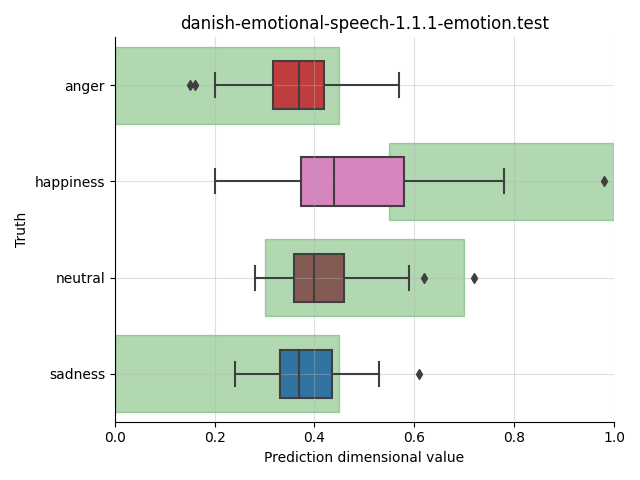 danish-emotional-speech-1.1.1-emotion.test
anger
happiness
neutral
sadness
Truth
0.0 0.2 0.4 0.6 0.8 1.0
Prediction dimensional value